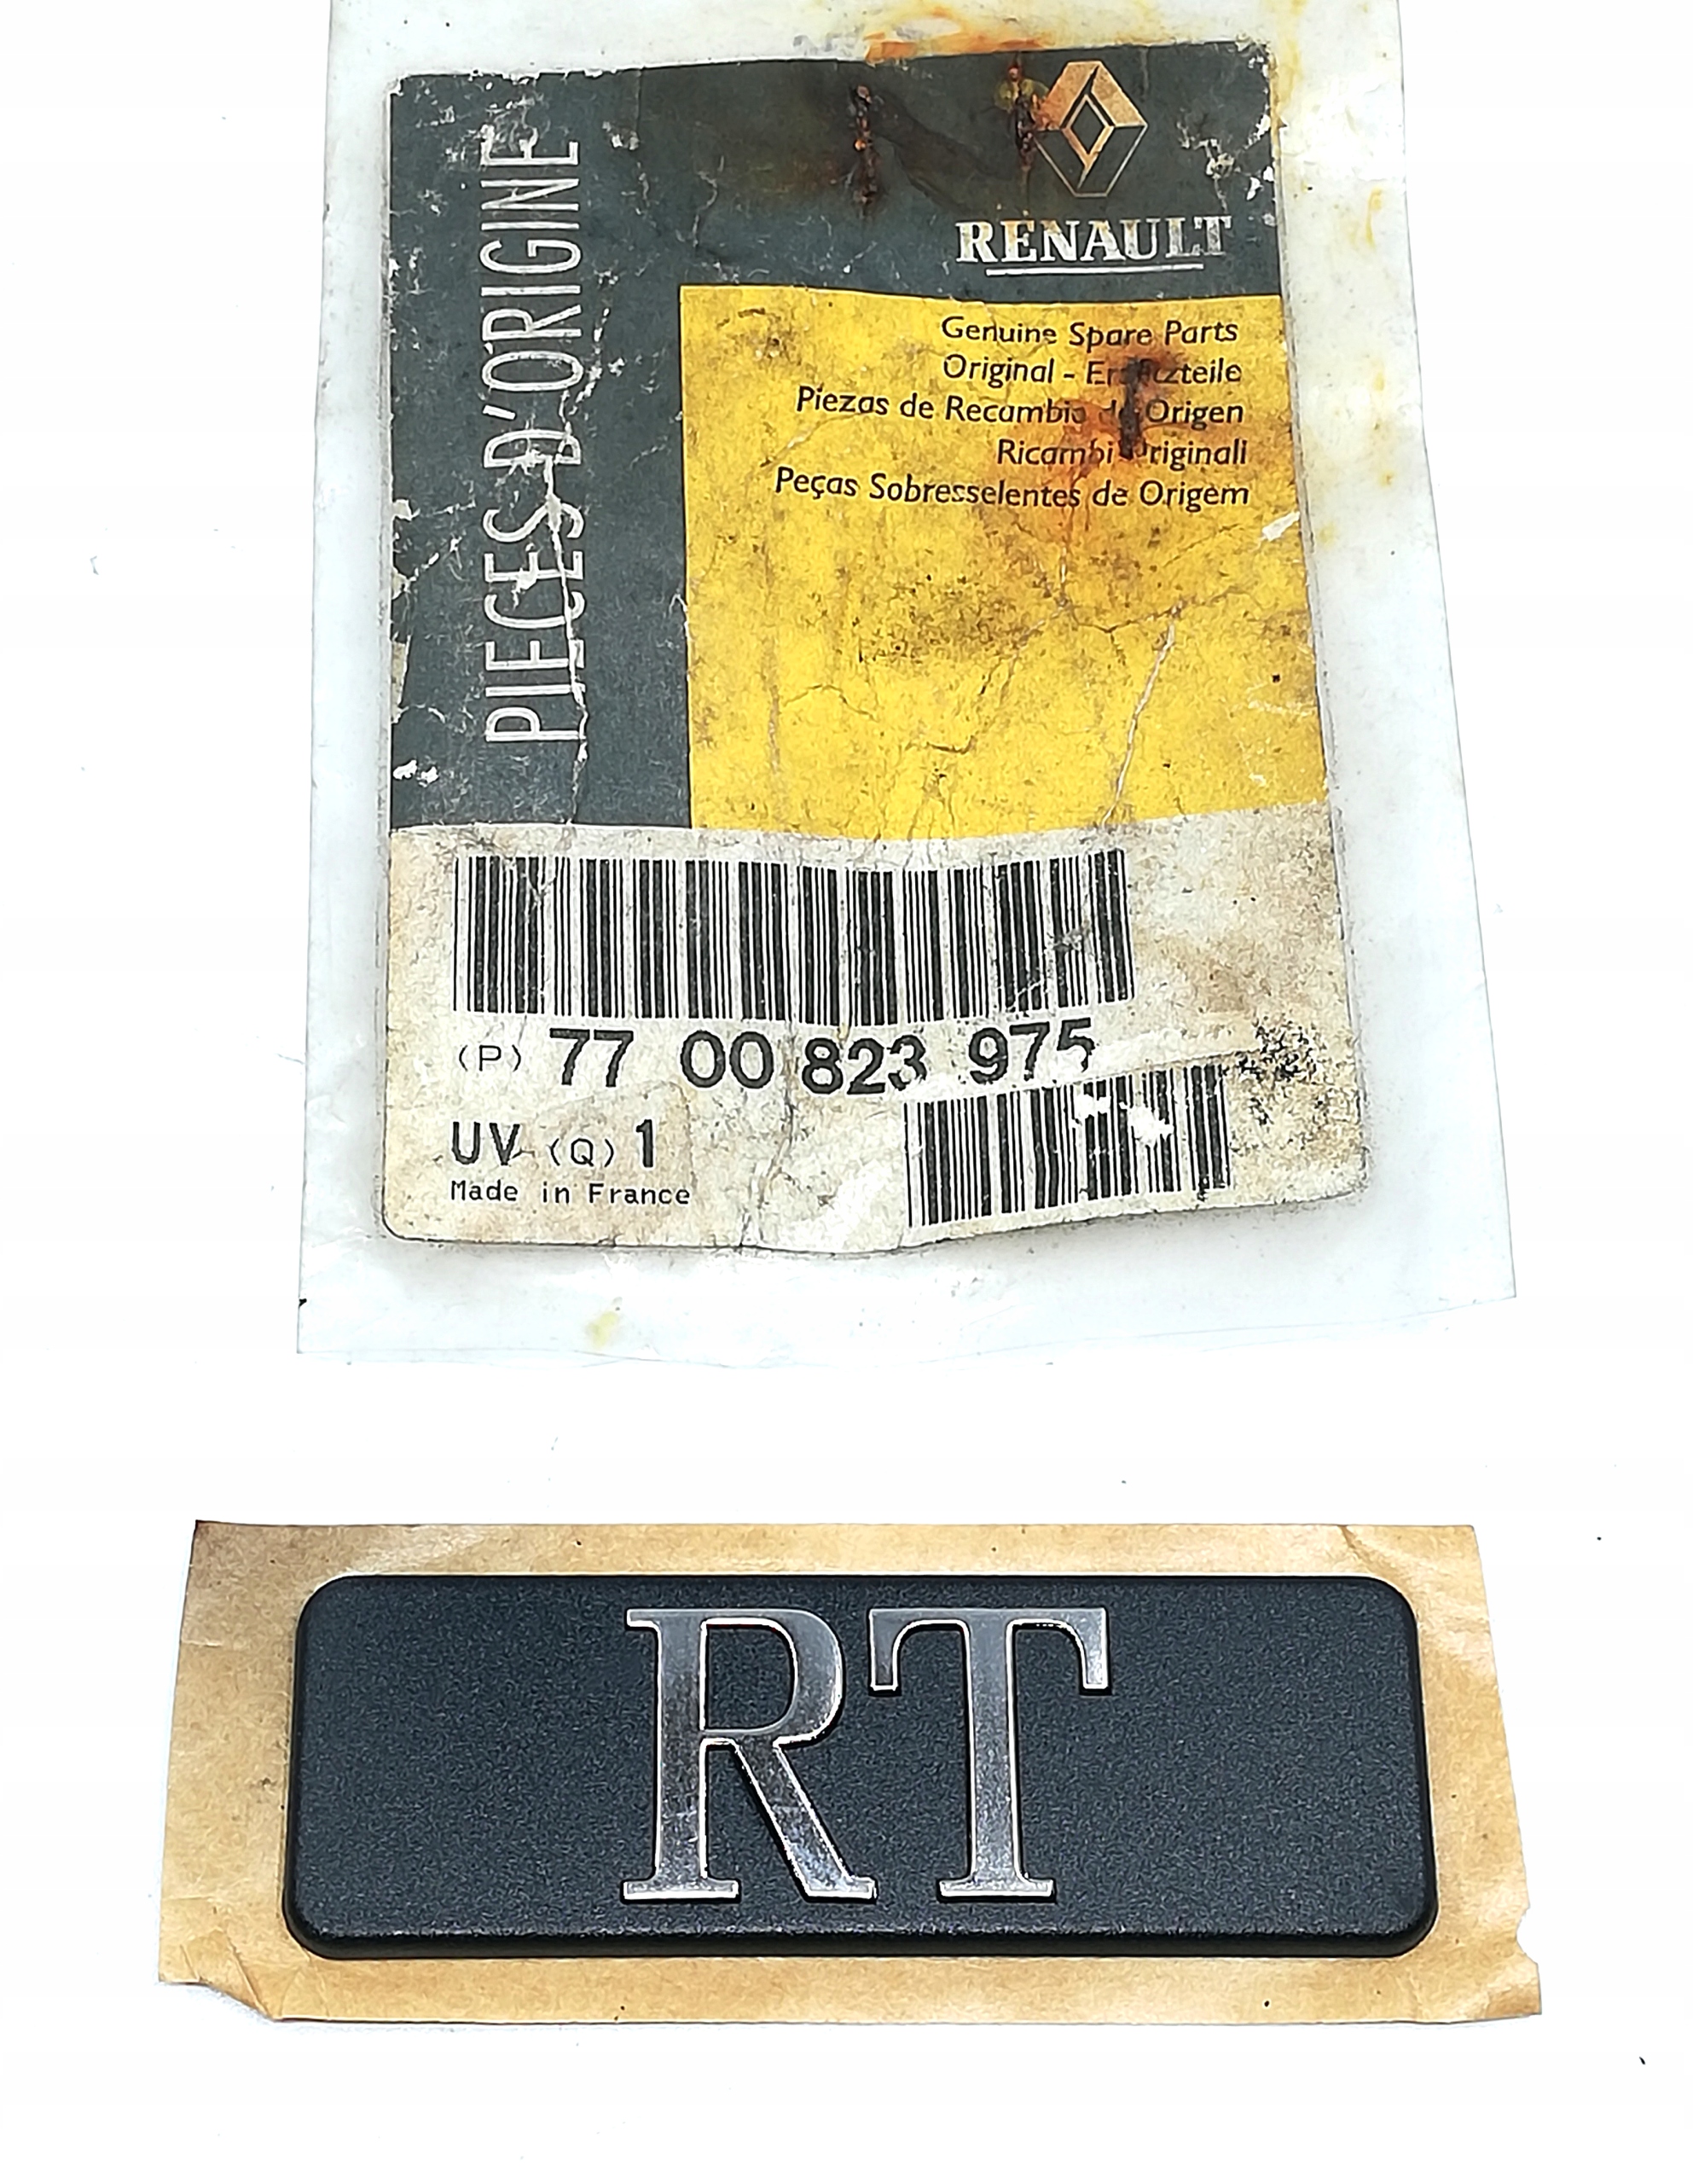 PIECES D'ORIGINE
RENAULT
Genuine Spare Parts
Original - Ersatzteile
Piezas de Recambio de Origen
Ricambi Originali
Peças Sobresselentes de Origem
(P) 77 00 823 975
UV (Q) 1
Made in France
RT